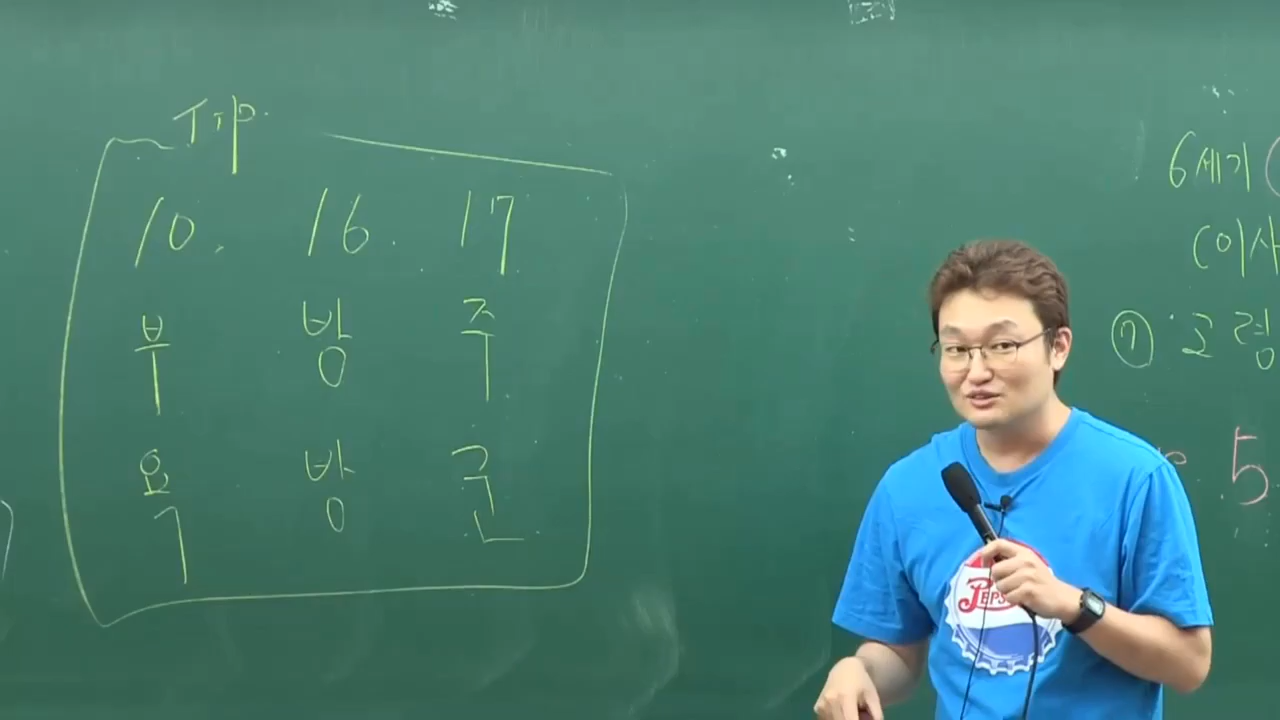 Tip.
10. 16. 17
부 방 주
욕 방 군
6세기
(이사
⑦ 고령
5
PEPSI